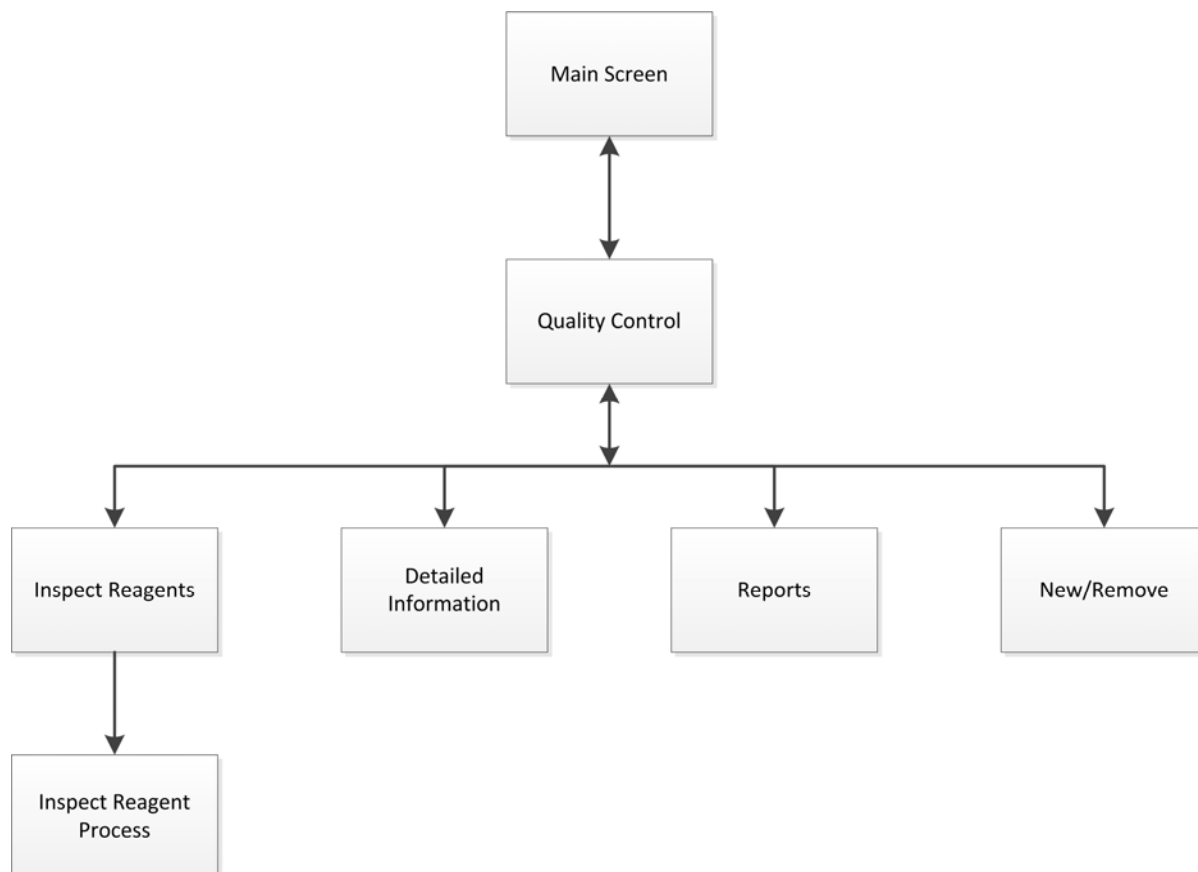 Main Screen
Quality Control
Inspect Reagents
Detailed
Information
Reports
New/Remove
Inspect Reagent
Process